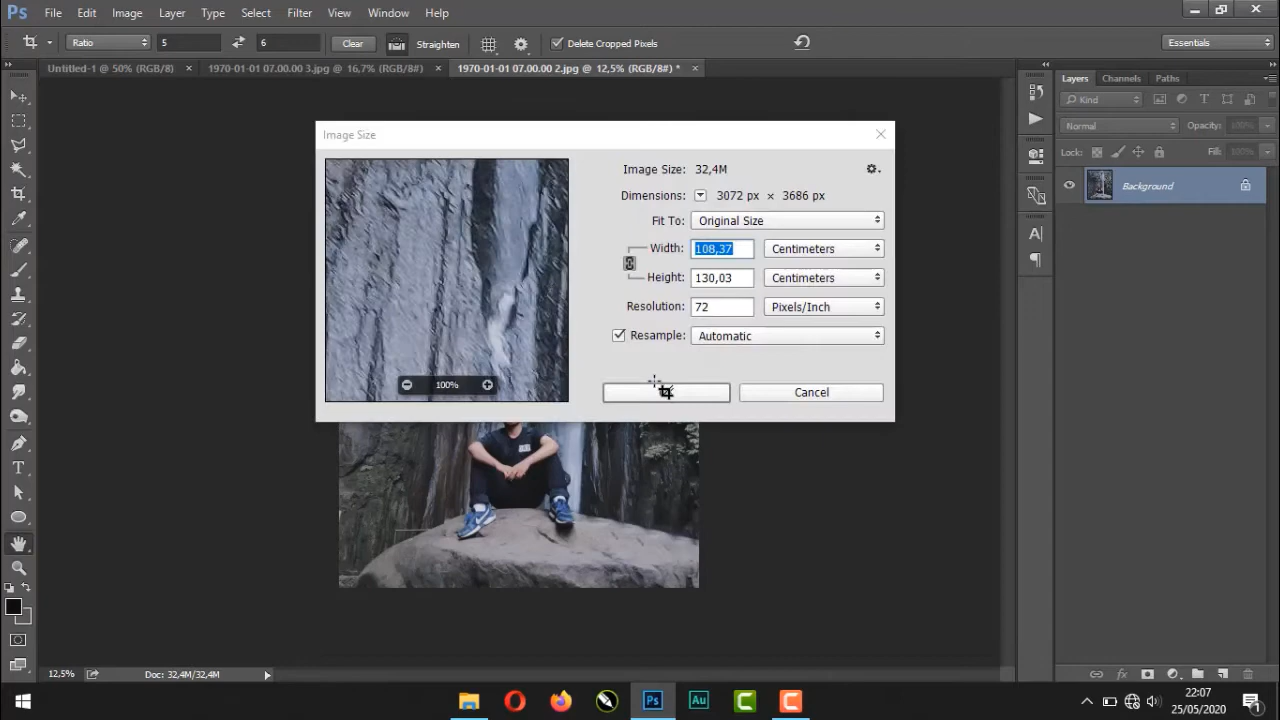 Ps File Edit Image Layer Type Select Filter View Window Help
Ratio 5 6 Clear Straighten Delete Cropped Pixels Essentials
Untitled-1 @ 50% (RGB/8) × 1970-01-01 07.00.00 3.jpg @ 16,7% (RGB/8#) × 1970-01-01 07.00.00 2.jpg @ 12,5% (RGB/8#) * ×
Layers Channels Paths
Kind
Normal Opacity: 100%
Lock: Fill: 100%
Background
Image Size
Image Size: 32,4M
Dimensions: 3072 px × 3686 px
Fit To: Original Size
Width: 108,37 Centimeters
Height: 130,03 Centimeters
Resolution: 72 Pixels/Inch
Resample: Automatic
100%
Cancel
12,5% Doc: 32,4M/32,4M
Ps Au C C
22:07
25/05/2020
1